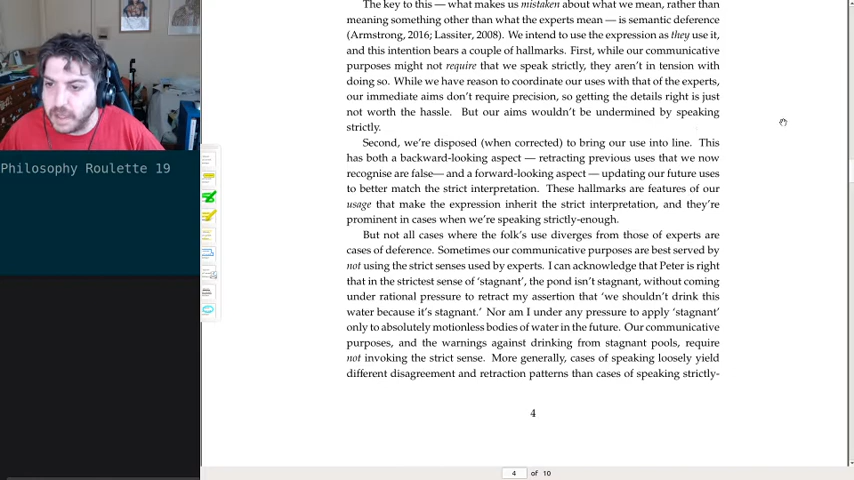 The key to this — what makes us mistaken about what we mean, rather than
meaning something other than what the experts mean — is semantic deference
(Armstrong, 2016; Lassiter, 2008). We intend to use the expression as they use it,
and this intention bears a couple of hallmarks. First, while our communicative
purposes might not require that we speak strictly, they aren't in tension with
doing so. While we have reason to coordinate our uses with that of the experts,
our immediate aims don't require precision, so getting the details right is just
not worth the hassle. But our aims wouldn't be undermined by speaking
strictly.
Second, we're disposed (when corrected) to bring our use into line. This
has both a backward-looking aspect — retracting previous uses that we now
recognise are false— and a forward-looking aspect — updating our future uses
to better match the strict interpretation. These hallmarks are features of our
usage that make the expression inherit the strict interpretation, and they're
prominent in cases when we're speaking strictly-enough.
But not all cases where the folk's use diverges from those of experts are
cases of deference. Sometimes our communicative purposes are best served by
not using the strict senses used by experts. I can acknowledge that Peter is right
that in the strictest sense of 'stagnant', the pond isn't stagnant, without coming
under rational pressure to retract my assertion that 'we shouldn't drink this
water because it's stagnant.' Nor am I under any pressure to apply 'stagnant'
only to absolutely motionless bodies of water in the future. Our communicative
purposes, and the warnings against drinking from stagnant pools, require
not invoking the strict sense. More generally, cases of speaking loosely yield
different disagreement and retraction patterns than cases of speaking strictly-
4
Philosophy Roulette 19
4 of 10